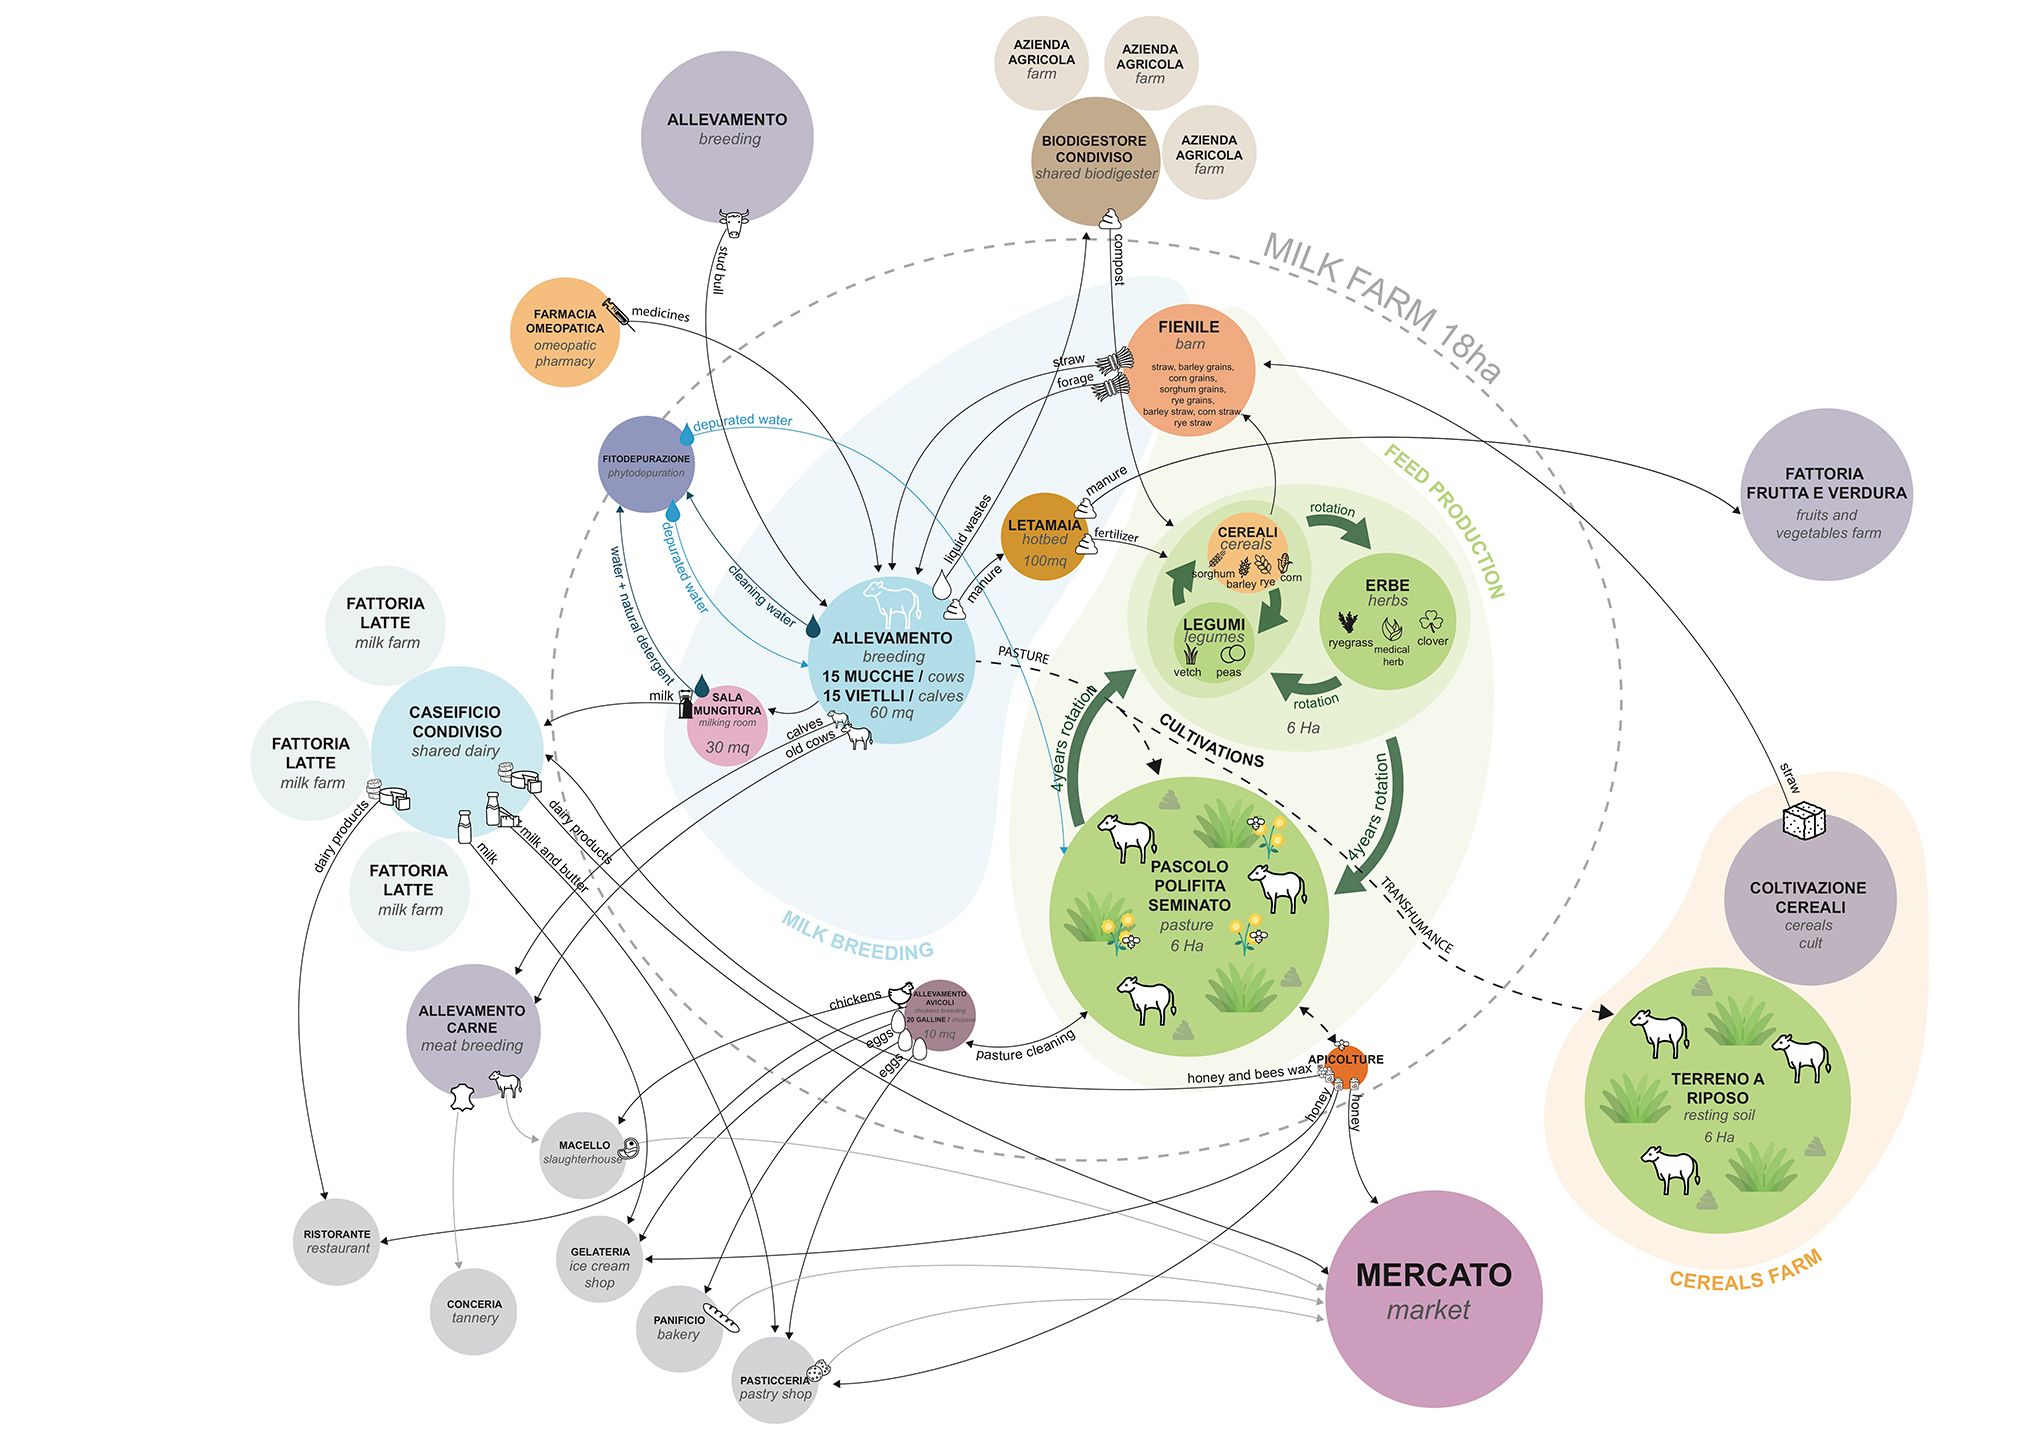 AZIENDA
AGRICOLA
farm
AZIENDA
AGRICOLA
farm
ALLEVAMENTO
breeding
BIODIGESTORE
CONDIVISO
shared biodigester
AZIENDA
AGRICOLA
farm
stud bull
compost
MILK FARM 18ha
FARMACIA
OMEOPATICA
omeopatic
pharmacy
medicines
FIENILE
barn
straw, barley grains,
corn grains,
sorghum grains,
rye grains,
barley straw, corn straw
rye straw
straw
forage
depurated water
FITODEPURAZIONE
phytodepuration
FEED PRODUCTION
FATTORIA
FRUTTA E VERDURA
fruits and
vegetables farm
manure
liquid wastes
LETAMAIA
hotbed
100mq
fertilizer
manure
rotation
CEREALI
cereals
sorghum
barley
rye
corn
ERBE
herbs
ryegrass
medical
herb
clover
LEGUMI
legumes
vetch
peas
rotation
6 Ha
water + natural detergent
depurated water
cleaning water
FATTORIA
LATTE
milk farm
ALLEVAMENTO
breeding
15 MUCCHE / cows
15 VIETLLI / calves
60 mq
PASTURE
CULTIVATIONS
4years rotation
4years rotation
milk
SALA
MUNGITURA
milking room
30 mq
calves
old cows
CASEIFICIO
CONDIVISO
shared dairy
FATTORIA
LATTE
milk farm
dairy products
milk
milk and butter
dairy products
FATTORIA
LATTE
milk farm
MILK BREEDING
PASCOLO
POLIFITA
SEMINATO
pasture
6 Ha
TRANSHUMANCE
straw
COLTIVAZIONE
CEREALI
cereals
cult
ALLEVAMENTO
CARNE
meat breeding
chickens
ALLEVAMENTO
AVICOLI
chickens breeding
20 GALLINE / chickens
10 mq
eggs
eggs
pasture cleaning
APICOLTURE
honey and bees wax
honey
honey
TERRENO A
RIPOSO
resting soil
6 Ha
CEREALS FARM
MACELLO
slaughterhouse
RISTORANTE
restaurant
GELATERIA
ice cream
shop
CONCERIA
tannery
PANIFICIO
bakery
PASTICCERIA
pastry shop
MERCATO
market